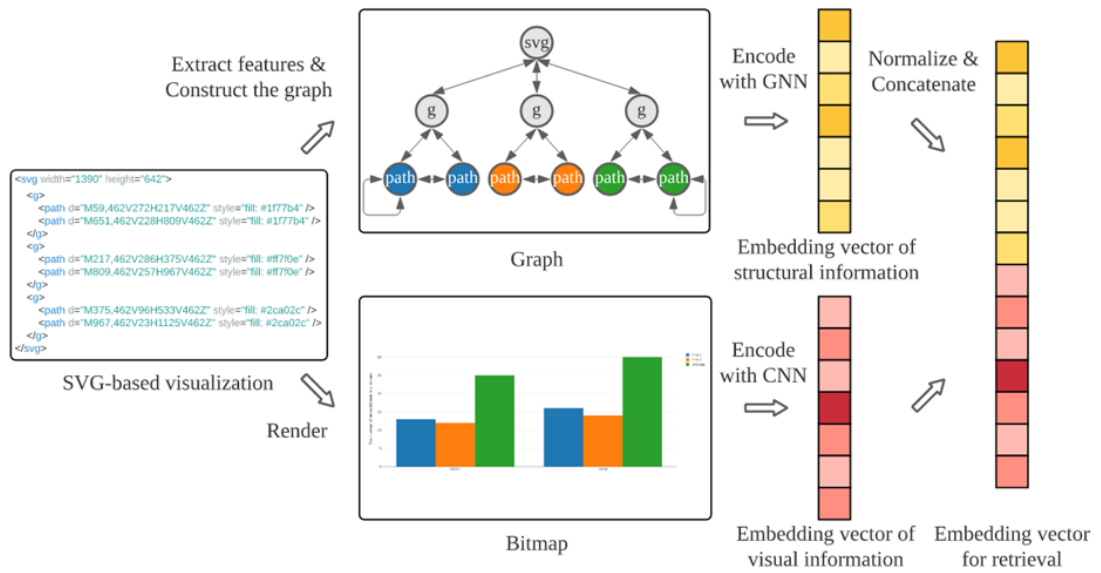 Extract features &
Construct the graph
<svg width="1390" height="642">
<g>
<path d="M59,462V272H217V462Z" style="fill: #1f77b4" />
<path d="M651,462V228H809V462Z" style="fill: #1f77b4" />
</g>
<g>
<path d="M217,462V286H375V462Z" style="fill: #ff7f0e" />
<path d="M809,462V257H967V462Z" style="fill: #ff7f0e" />
</g>
<g>
<path d="M375,462V96H533V462Z" style="fill: #2ca02c" />
<path d="M967,462V23H1125V462Z" style="fill: #2ca02c" />
</g>
</svg>
SVG-based visualization
Render
svg
g g g
path path path path path path
Graph
Bitmap
Encode
with GNN
Embedding vector of
structural information
Encode
with CNN
Embedding vector of
visual information
Normalize &
Concatenate
Embedding vector
for retrieval